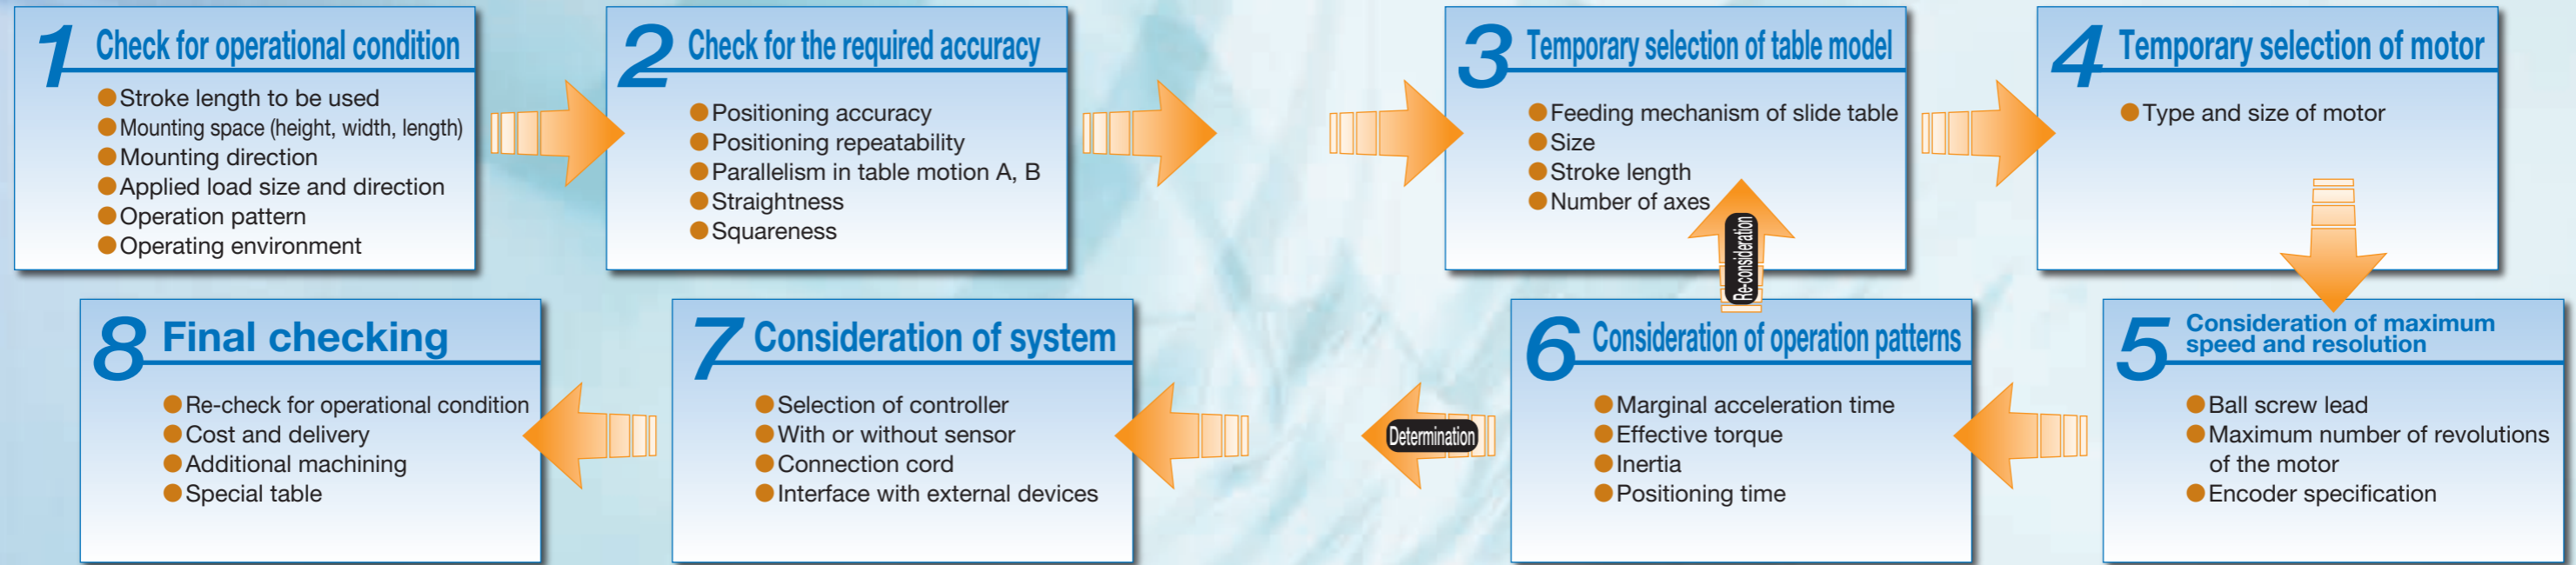 1 Check for operational condition
●Stroke length to be used
●Mounting space (height, width, length)
●Mounting direction
●Applied load size and direction
●Operation pattern
●Operating environment
2 Check for the required accuracy
●Positioning accuracy
●Positioning repeatability
●Parallelism in table motion A, B
●Straightness
●Squareness
3 Temporary selection of table model
●Feeding mechanism of slide table
●Size
●Stroke length
●Number of axes
Re-consideration
4 Temporary selection of motor
●Type and size of motor
5 Consideration of maximum
speed and resolution
●Ball screw lead
●Maximum number of revolutions
of the motor
●Encoder specification
6 Consideration of operation patterns
●Marginal acceleration time
●Effective torque
●Inertia
●Positioning time
Determination
7 Consideration of system
●Selection of controller
●With or without sensor
●Connection cord
●Interface with external devices
8 Final checking
●Re-check for operational condition
●Cost and delivery
●Additional machining
●Special table